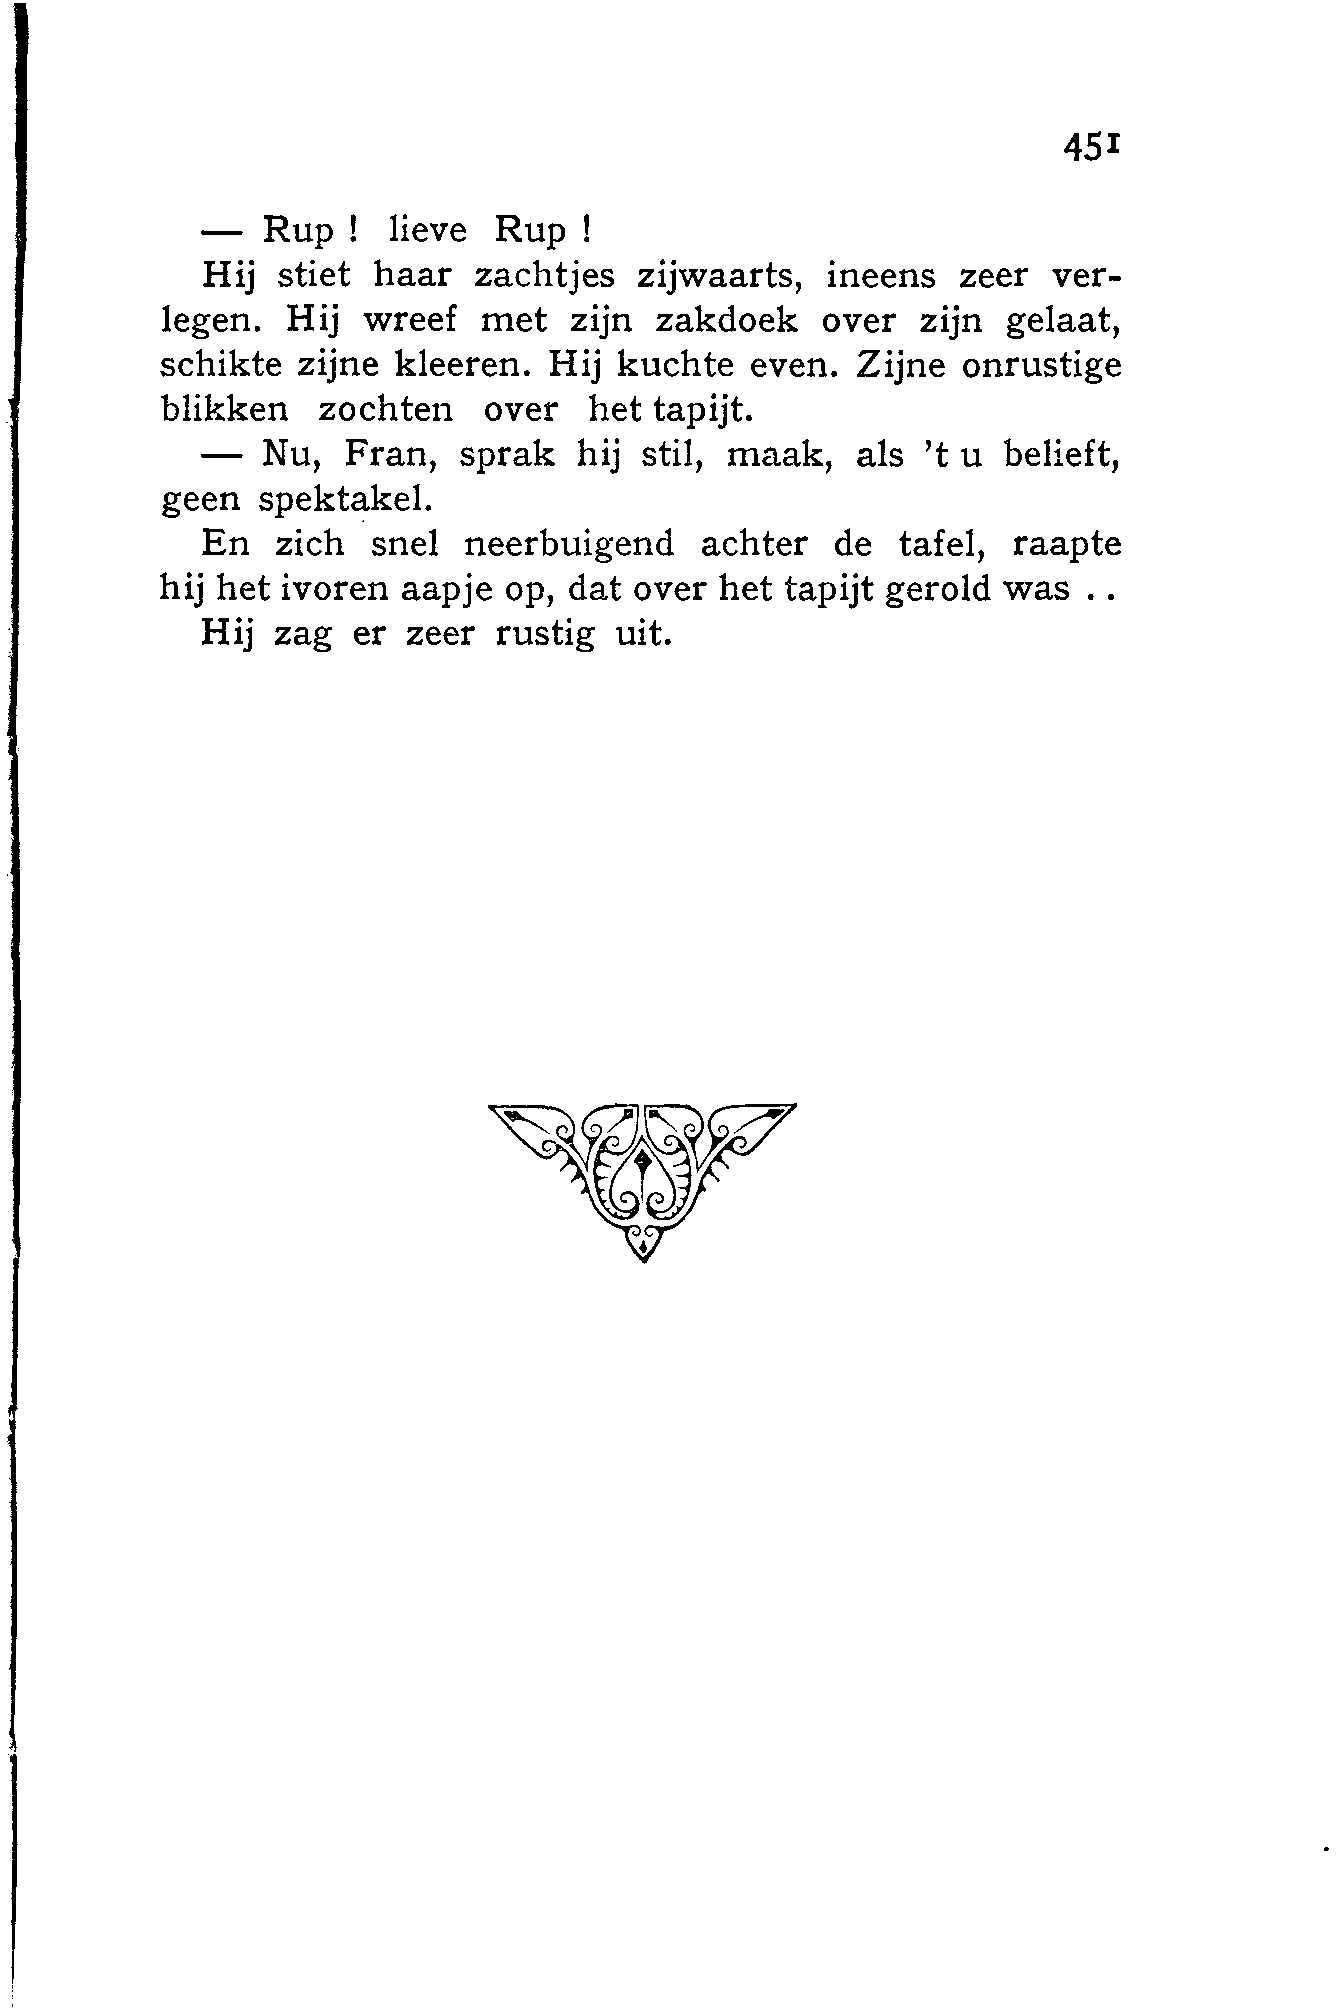 451
— Rup ! lieve Rup !
Hij stiet haar zachtjes zijwaarts, ineens zeer ver-
legen. Hij wreef met zijn zakdoek over zijn gelaat,
schikte zijne kleeren. Hij kuchte even. Zijne onrustige
blikken zochten over het tapijt.
— Nu, Fran, sprak hij stil, maak, als 't u belieft,
geen spektakel.
En zich snel neerbuigend achter de tafel, raapte
hij het ivoren aapje op, dat over het tapijt gerold was . .
Hij zag er zeer rustig uit.